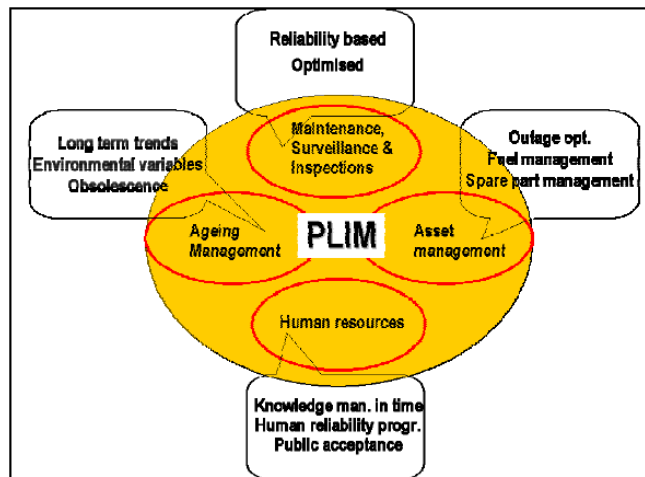 Reliability based
Optimised
Maintenance,
Surveillance &
Inspections
Long term trends
Environmental variables
Obsolescence
Outage opt.
Fuel management
Spare part management
Ageing
Management
PLIM
Asset
management
Human resources
Knowledge man. in time
Human reliability progr.
Public acceptance